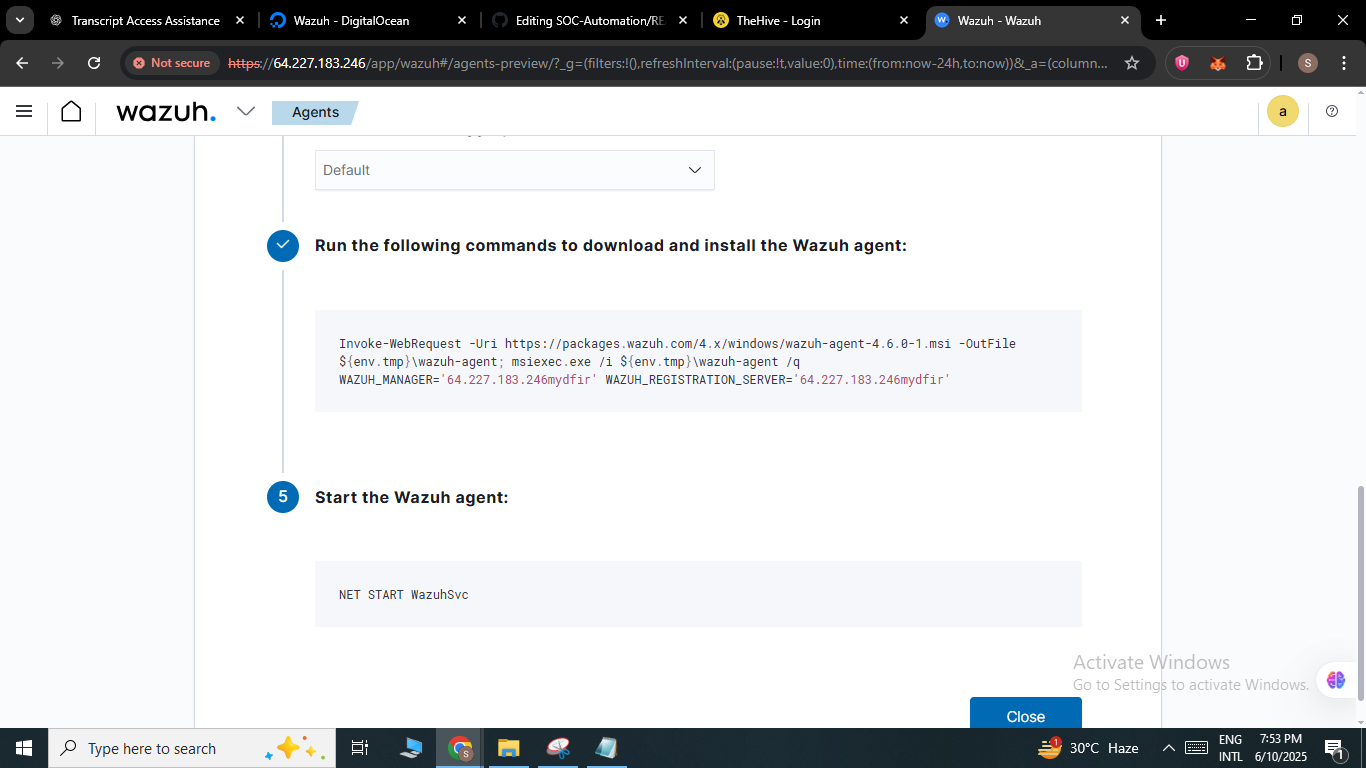 Transcript Access Assistance
Wazuh - DigitalOcean
Editing SOC-Automation/RE
TheHive - Login
Wazuh - Wazuh
Not secure
https://64.227.183.246/app/wazuh#/agents-preview/?_g=(filters:!(),refreshInterval:(pause:!t,value:0),time:(from:now-24h,to:now))&_a=(column...
S
wazuh.
Agents
a
Default
Run the following commands to download and install the Wazuh agent:
Invoke-WebRequest -Uri https://packages.wazuh.com/4.x/windows/wazuh-agent-4.6.0-1.msi -OutFile
${env.tmp}\wazuh-agent; msiexec.exe /i ${env.tmp}\wazuh-agent /q
WAZUH_MANAGER='64.227.183.246mydfir' WAZUH_REGISTRATION_SERVER='64.227.183.246mydfir'
5
Start the Wazuh agent:
NET START WazuhSvc
Activate Windows
Go to Settings to activate Windows.
Close
Type here to search
1
30°C Haze
ENG
INTL
7:53 PM
6/10/2025
1